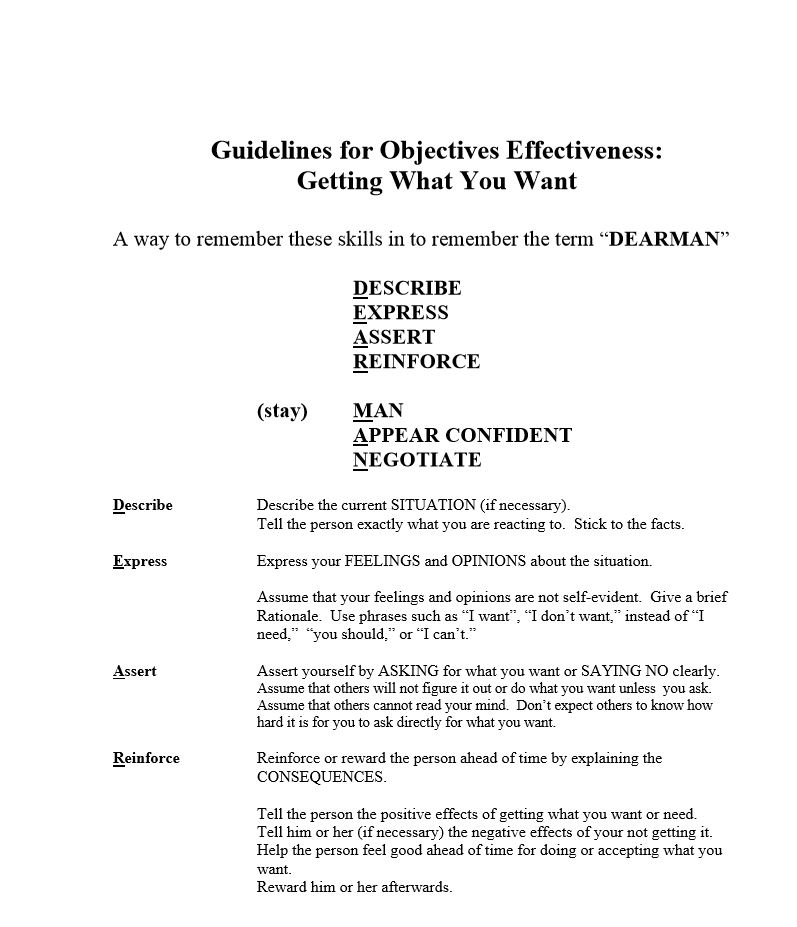 Guidelines for Objectives Effectiveness:
Getting What You Want
A way to remember these skills in to remember the term “DEARMAN”
DESCRIBE
EXPRESS
ASSERT
REINFORCE
(stay) MAN
APPEAR CONFIDENT
NEGOTIATE
Describe Describe the current SITUATION (if necessary).
Tell the person exactly what you are reacting to. Stick to the facts.
Express Express your FEELINGS and OPINIONS about the situation.
Assume that your feelings and opinions are not self-evident. Give a brief
Rationale. Use phrases such as “I want”, “I don’t want,” instead of “I
need,” “you should,” or “I can’t.”
Assert Assert yourself by ASKING for what you want or SAYING NO clearly.
Assume that others will not figure it out or do what you want unless you ask.
Assume that others cannot read your mind. Don’t expect others to know how
hard it is for you to ask directly for what you want.
Reinforce Reinforce or reward the person ahead of time by explaining the
CONSEQUENCES.
Tell the person the positive effects of getting what you want or need.
Tell him or her (if necessary) the negative effects of your not getting it.
Help the person feel good ahead of time for doing or accepting what you
want.
Reward him or her afterwards.